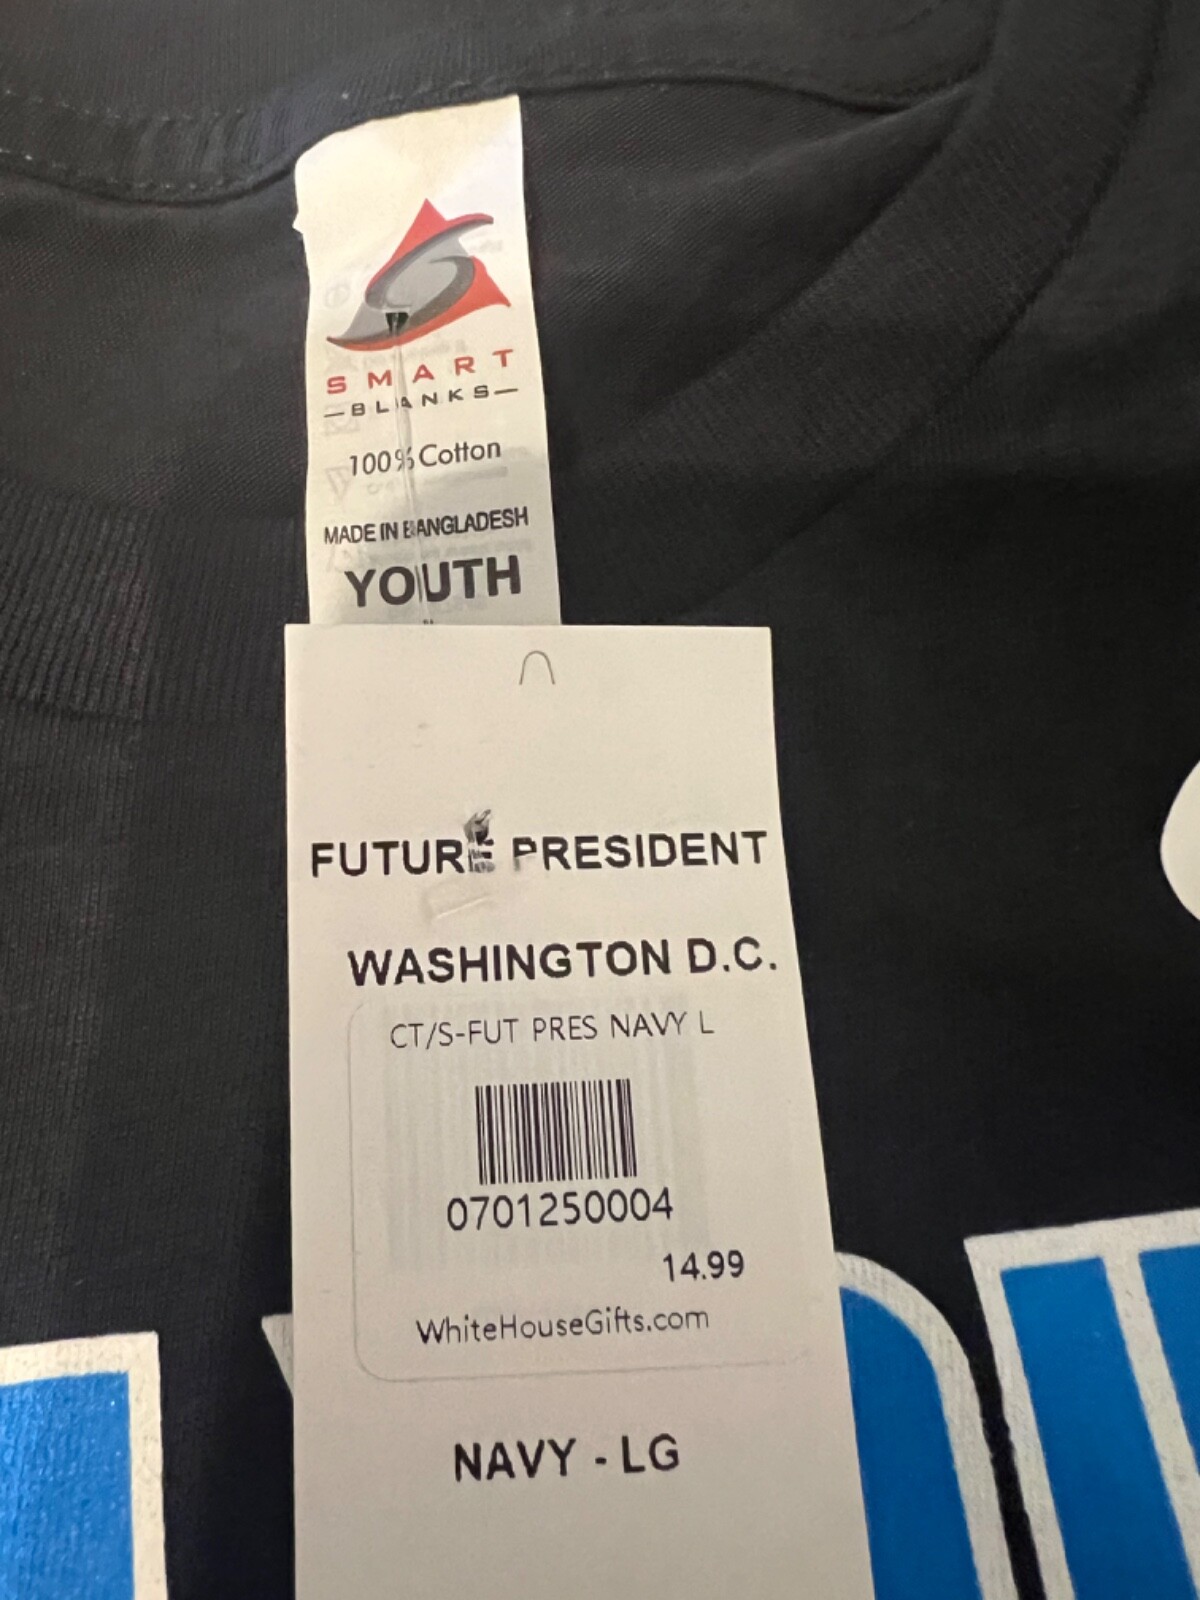 SMART
BLANKS
100% Cotton
MADE IN BANGLADESH
YOUTH
FUTURE PRESIDENT
WASHINGTON D.C.
CT/S-FUT PRES NAVY L
0701250004
14.99
WhiteHouseGifts.com
NAVY - LG